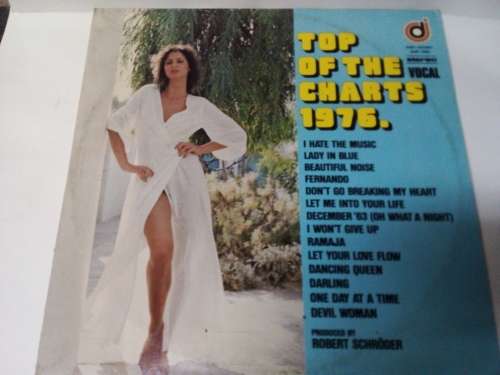 TOP
OF THE
CHARTS
1976.
stereo
VOCAL
I HATE THE MUSIC
LADY IN BLUE
BEAUTIFUL NOISE
FERNANDO
DON'T GO BREAKING MY HEART
LET ME INTO YOUR LIFE
DECEMBER '63 (OH WHAT A NIGHT)
I WON'T GIVE UP
RAMAJA
LET YOUR LOVE FLOW
DANCING QUEEN
DARLING
ONE DAY AT A TIME
DEVIL WOMAN
PRODUCED BY
ROBERT SCHRÖDER